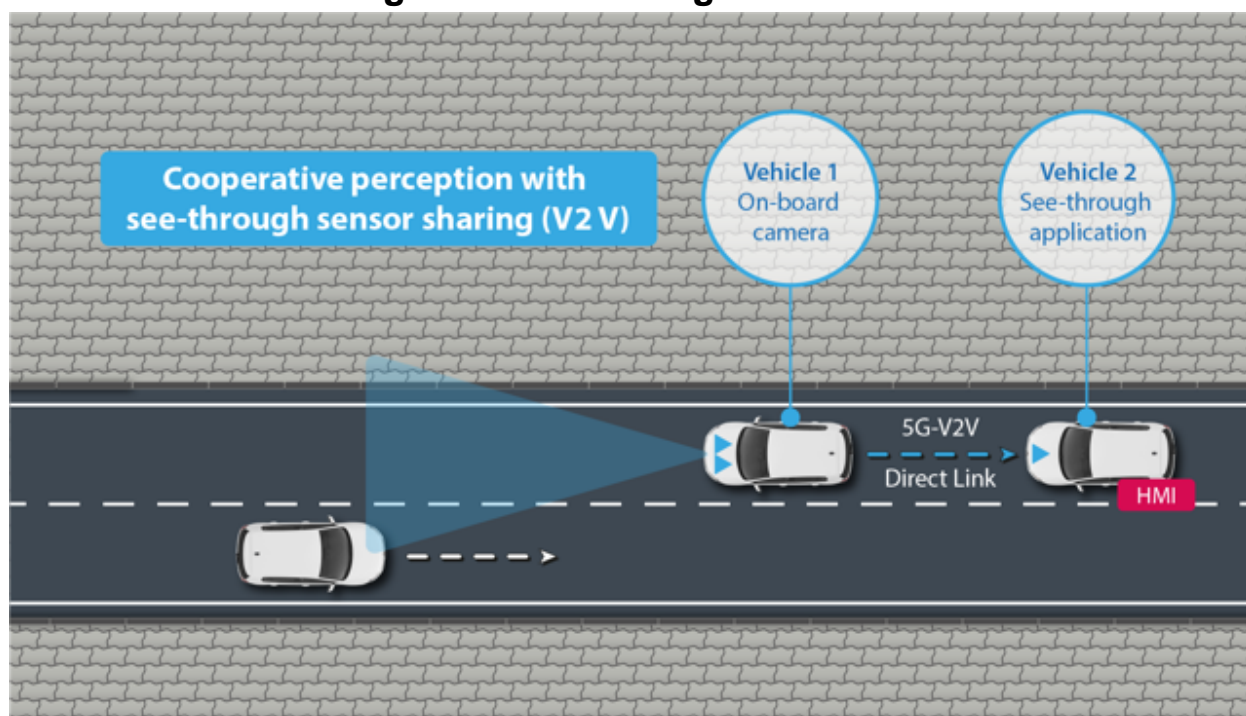 Cooperative perception with
see-through sensor sharing (V2 V)
Vehicle 1
On-board
camera
Vehicle 2
See-through
application
5G-V2V
Direct Link
HMI